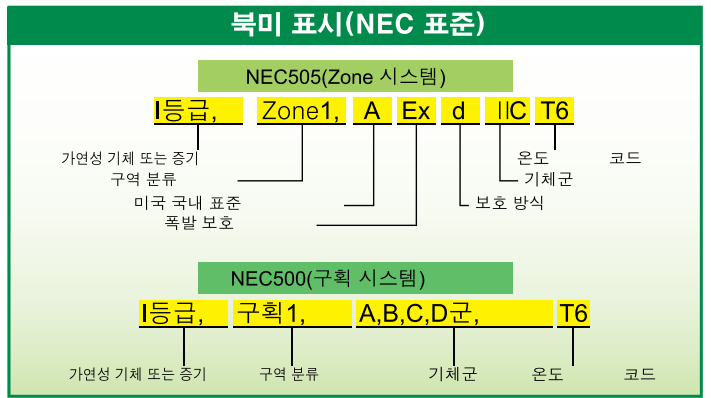 북미 표시(NEC 표준)
NEC505(Zone 시스템)
I등급, Zone1, A Ex d IIC T6
가연성 기체 또는 증기 온도 코드
구역 분류 기체군
미국 국내 표준 보호 방식
폭발 보호
NEC500(구획 시스템)
I등급, 구획1, A,B,C,D군, T6
가연성 기체 또는 증기 구역 분류 기체군 온도 코드